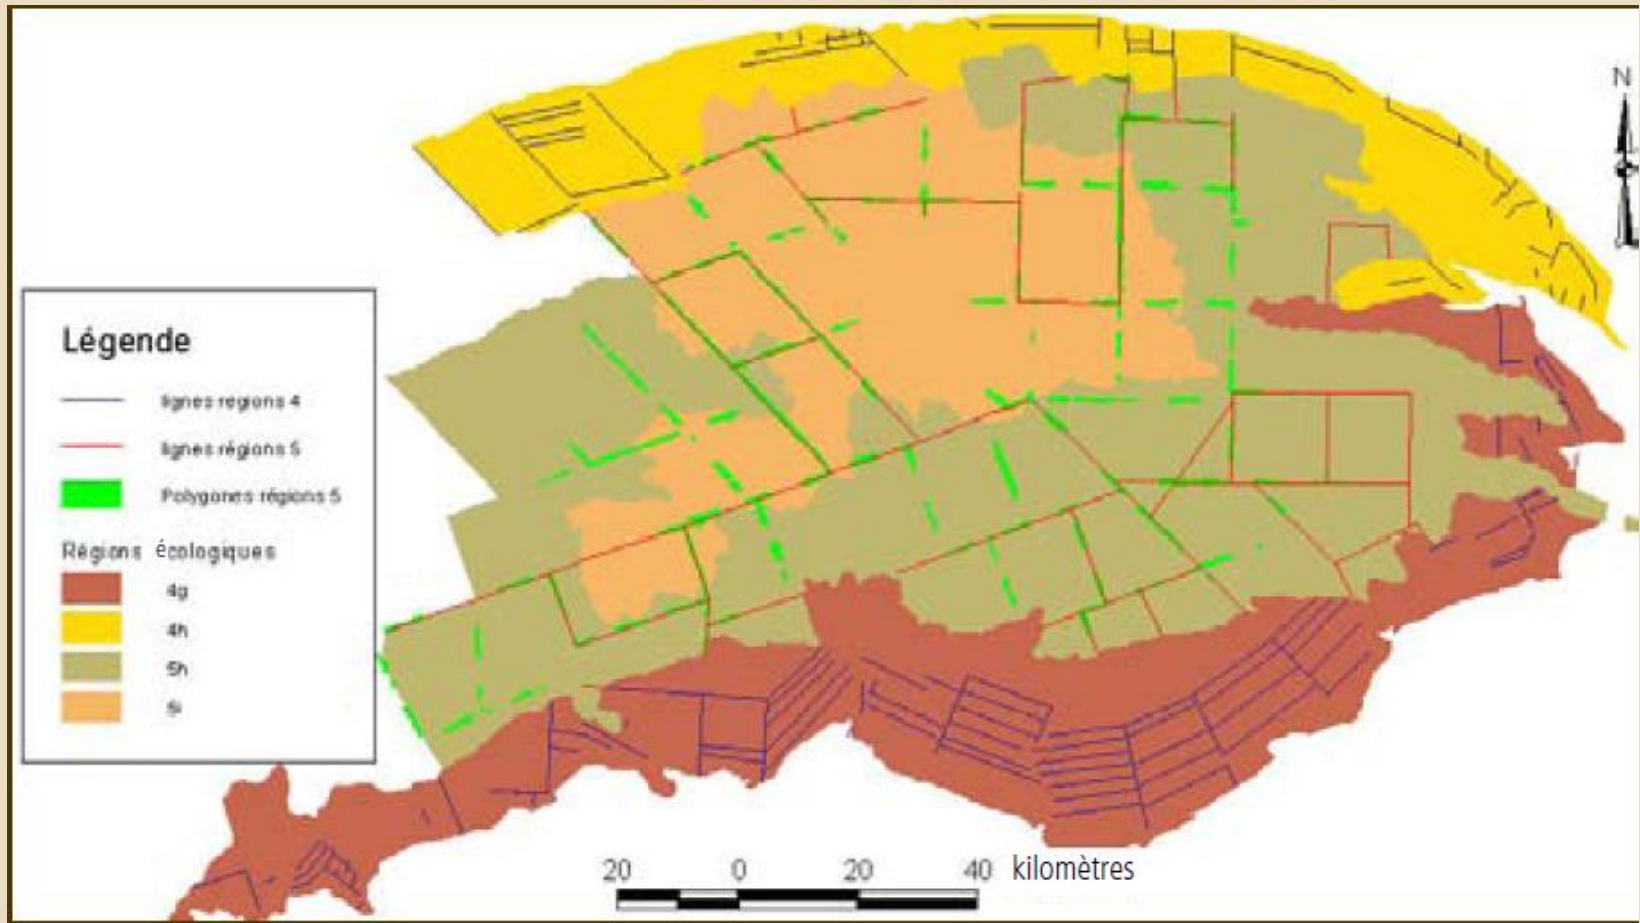 N
Légende
lignes regions 4
lignes régions 5
Polygones régions 5
Régions écologiques
4g
4h
5h
5i
20 0 20 40 kilomètres